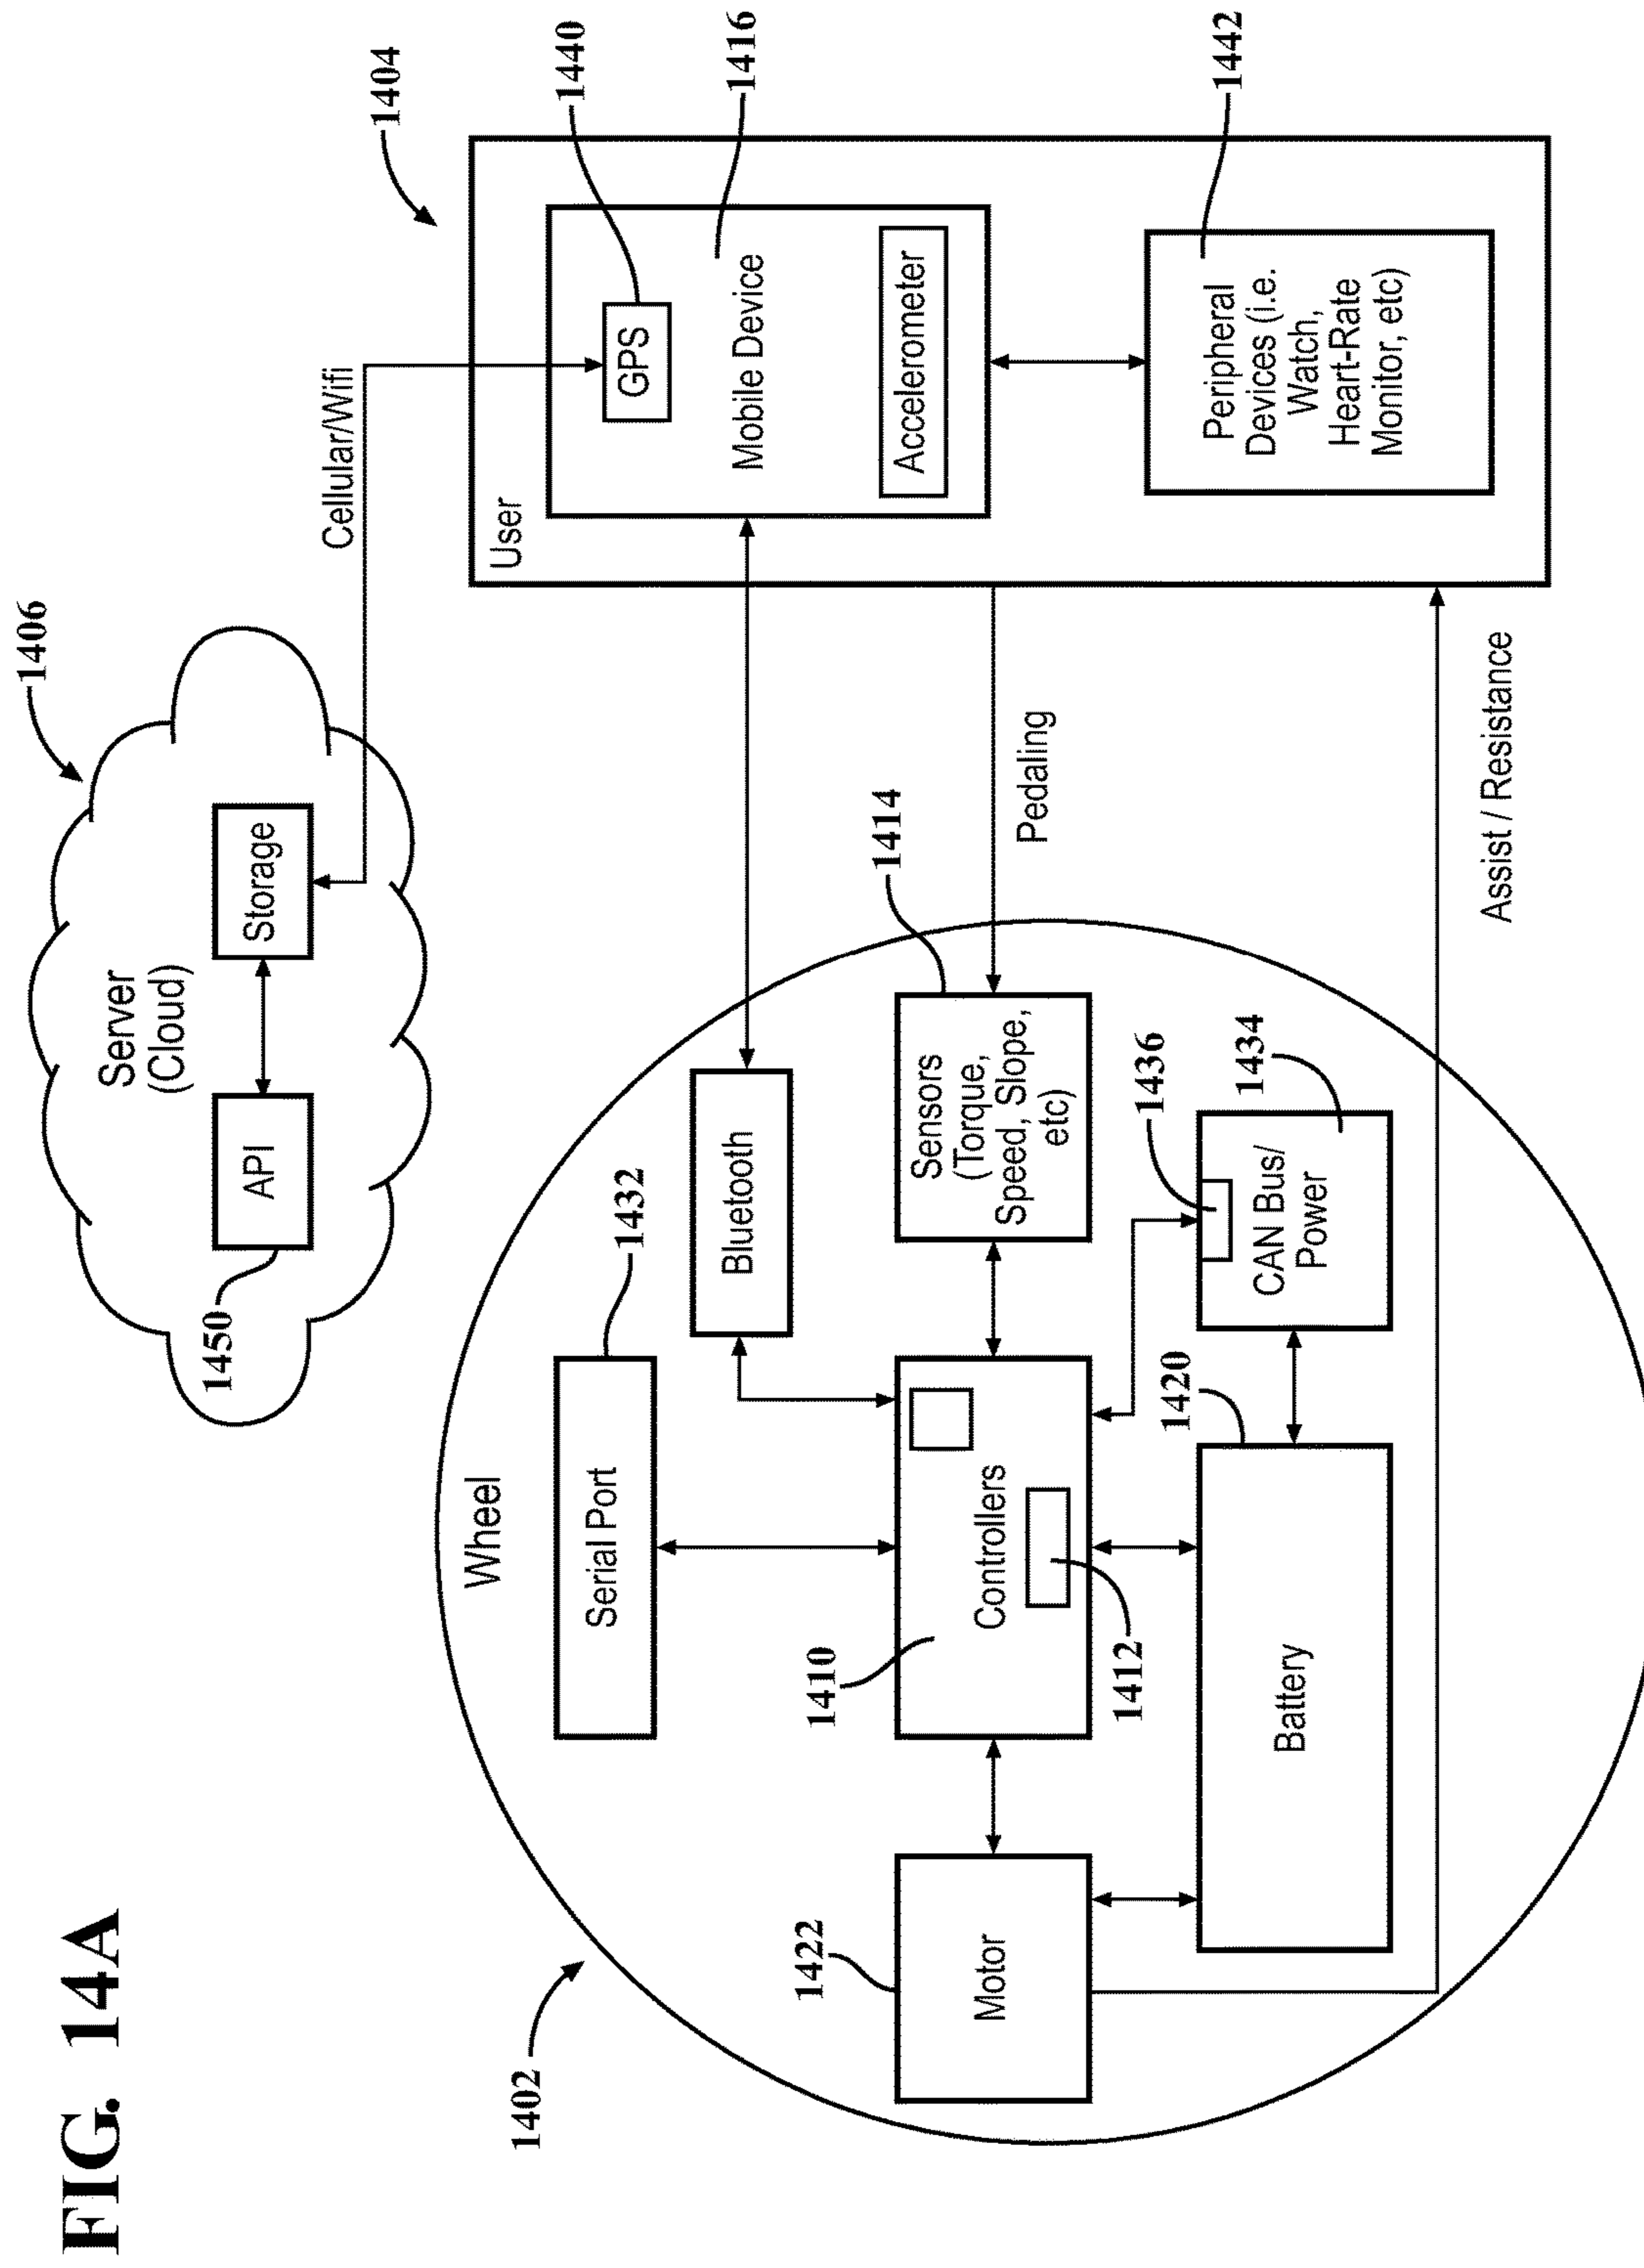 FIG. 14A
1406
Server
(Cloud)
API
Storage
1450
Cellular/Wifi
1404
User
GPS
1440
Mobile Device
1416
Accelerometer
Peripheral
Devices (i.e.
Watch,
Heart-Rate
Monitor, etc)
1442
1402
Wheel
Serial Port
1432
Bluetooth
1410
Controllers
1412
Sensors
(Torque,
Speed, Slope,
etc)
1414
Pedaling
1422
Motor
1420
Battery
1436
CAN Bus/
Power
1434
Assist / Resistance